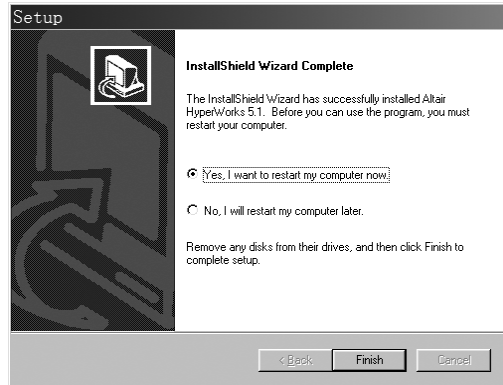 Setup
InstallShield Wizard Complete
The InstallShield Wizard has successfully installed Altair
HyperWorks 5.1. Before you can use the program, you must
restart your computer.
Yes, I want to restart my computer now.
No, I will restart my computer later.
Remove any disks from their drives, and then click Finish to
complete setup.
< Back Finish Cancel